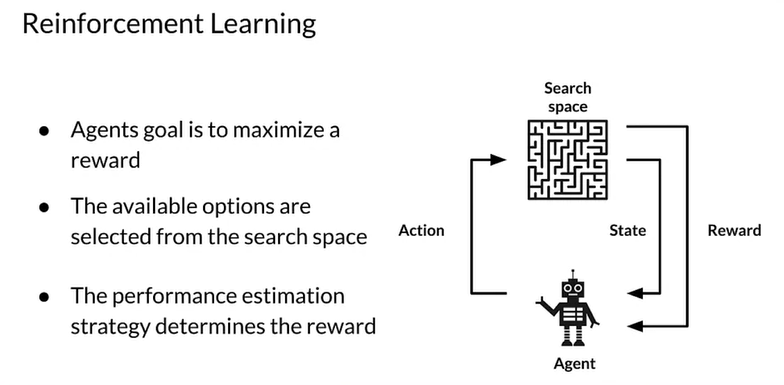 Reinforcement Learning
● Agents goal is to maximize a
reward
● The available options are
selected from the search space
● The performance estimation
strategy determines the reward
Search
space
Action
State
Reward
Agent